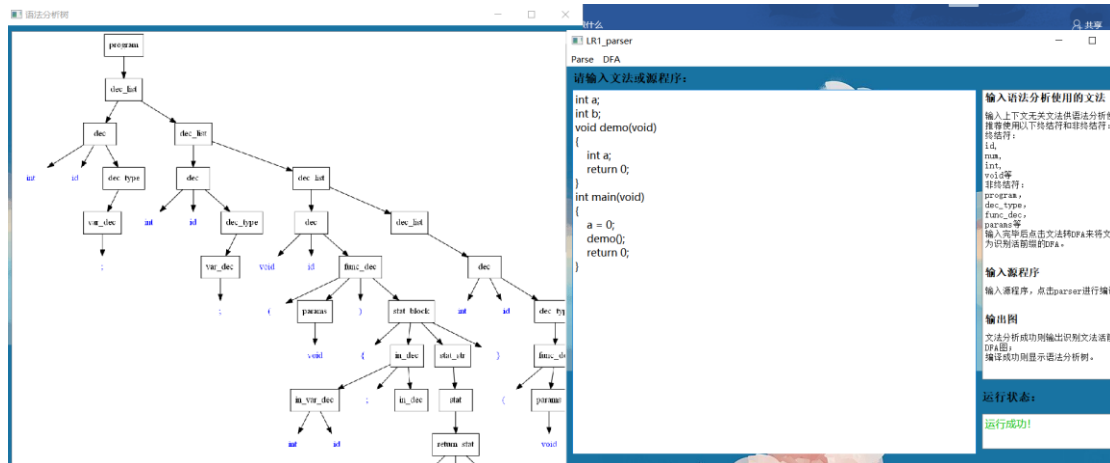 语法分析树
program
dec_list
dec
dec_list
int
id
dec_type
dec
dec_list
var_dec
int
id
dec_type
dec
dec_list
;
var_dec
void
id
func_dec
dec
;
(
params
)
stat_block
int
id
dec_typ
void
{
in_dec
stat_str
}
func_de
in_var_dec
;
in_dec
stat
(
params
int
id
return_stat
void
共享
LR1_parser
Parse DFA
请输入文法或源程序：
int a;
int b;
void demo(void)
{
int a;
return 0;
}
int main(void)
{
a = 0;
demo();
return 0;
}
输入语法分析使用的文法
输入上下文无关文法供语法分析使
推荐使用以下终结符和非终结符：
终结符：
id,
num,
int,
void等
非终结符：
program,
dec_type,
func_dec,
params等
输入完毕后点击文法转DFA来将文
为识别活前缀的DFA。
输入源程序
输入源程序，点击parser进行编译
输出图
文法分析成功则输出识别文法活前
DFA图；
编译成功则显示语法分析树。
运行状态：
运行成功！